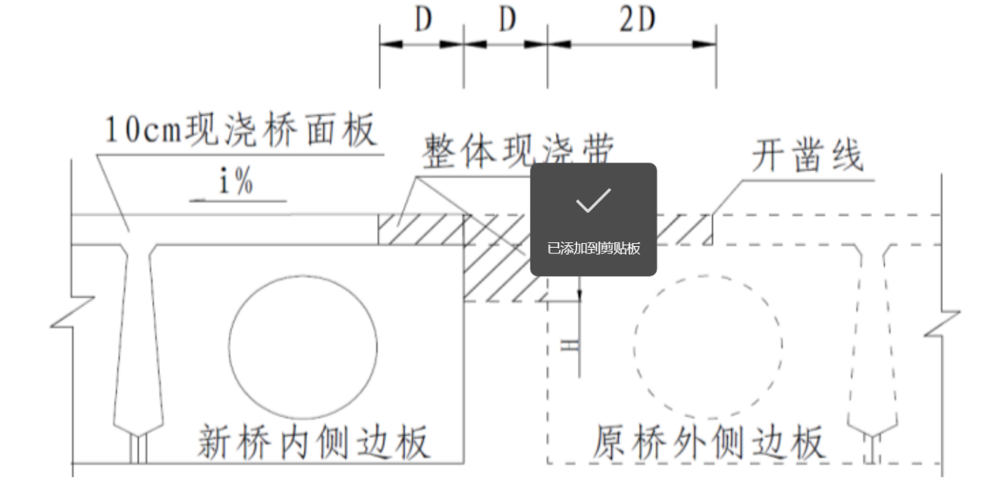 D D 2D
10cm现浇桥面板
整体现浇带
开凿线
i%
已添加到剪贴板
H
新桥内侧边板
原桥外侧边板